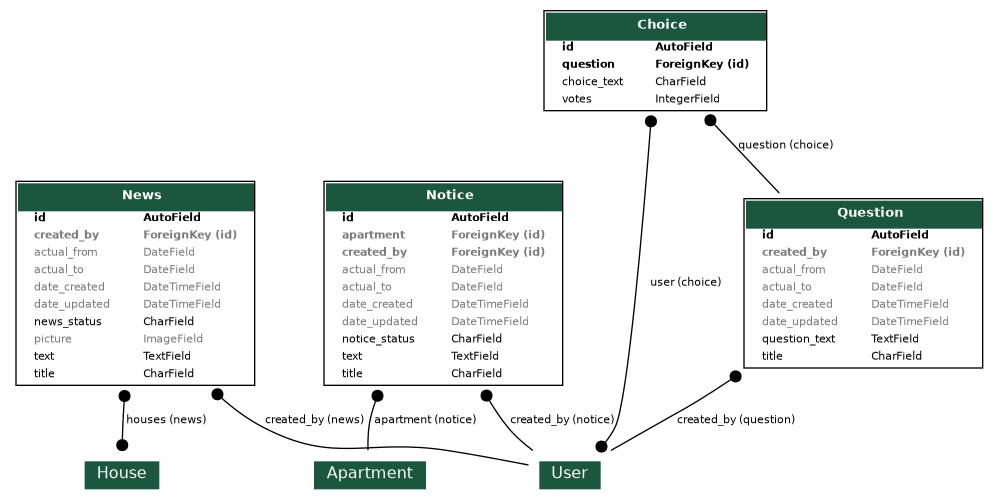 Choice
id AutoField
question ForeignKey (id)
choice_text CharField
votes IntegerField
question (choice)
News
id AutoField
created_by ForeignKey (id)
actual_from DateField
actual_to DateField
date_created DateTimeField
date_updated DateTimeField
news_status CharField
picture ImageField
text TextField
title CharField
Notice
id AutoField
apartment ForeignKey (id)
created_by ForeignKey (id)
actual_from DateField
actual_to DateField
date_created DateTimeField
date_updated DateTimeField
notice_status CharField
text TextField
title CharField
Question
id AutoField
created_by ForeignKey (id)
actual_from DateField
actual_to DateField
date_created DateTimeField
date_updated DateTimeField
question_text TextField
title CharField
user (choice)
houses (news)
created_by (news)
apartment (notice)
created_by (notice)
created_by (question)
House
Apartment
User